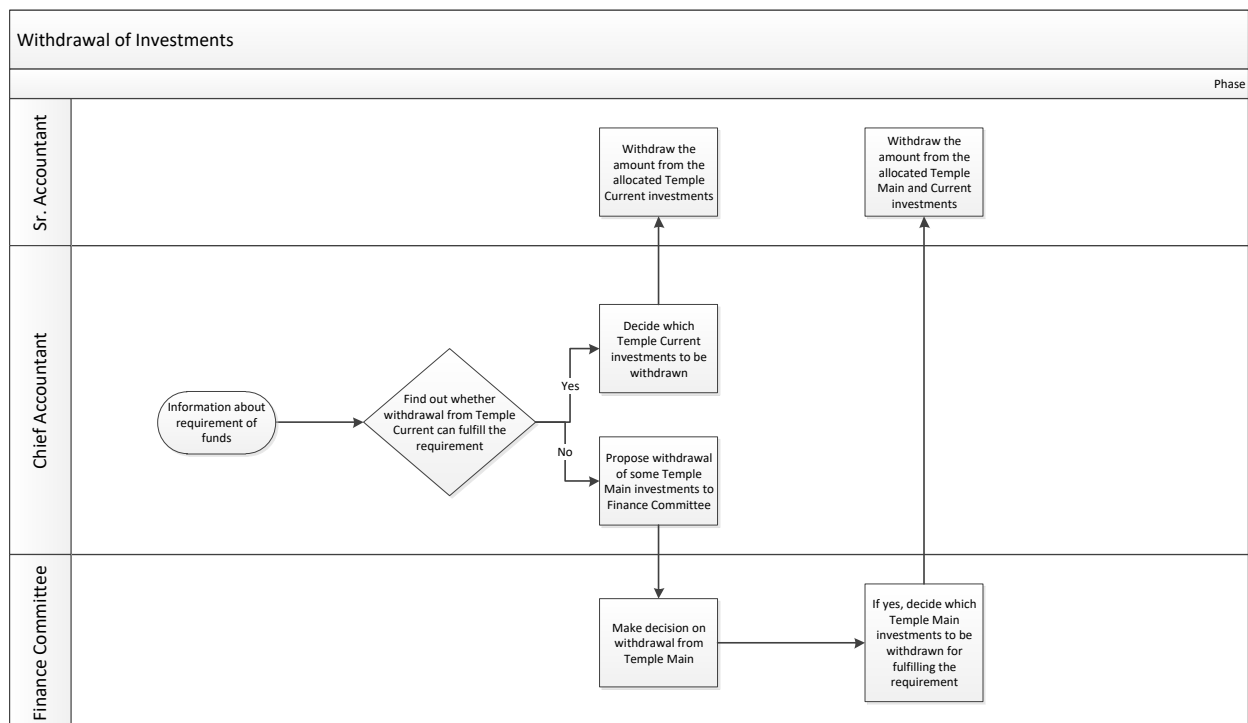 Withdrawal of Investments
Phase
Sr. Accountant
Withdraw the
amount from the
allocated Temple
Current investments
Withdraw the
amount from the
allocated Temple
Main and Current
investments
Chief Accountant
Information about
requirement of
funds
Find out whether
withdrawal from Temple
Current can fulfill the
requirement
Yes
No
Decide which
Temple Current
investments to be
withdrawn
Propose withdrawal
of some Temple
Main investments to
Finance Committee
Finance Committee
Make decision on
withdrawal from
Temple Main
If yes, decide which
Temple Main
investments to be
withdrawn for
fulfilling the
requirement